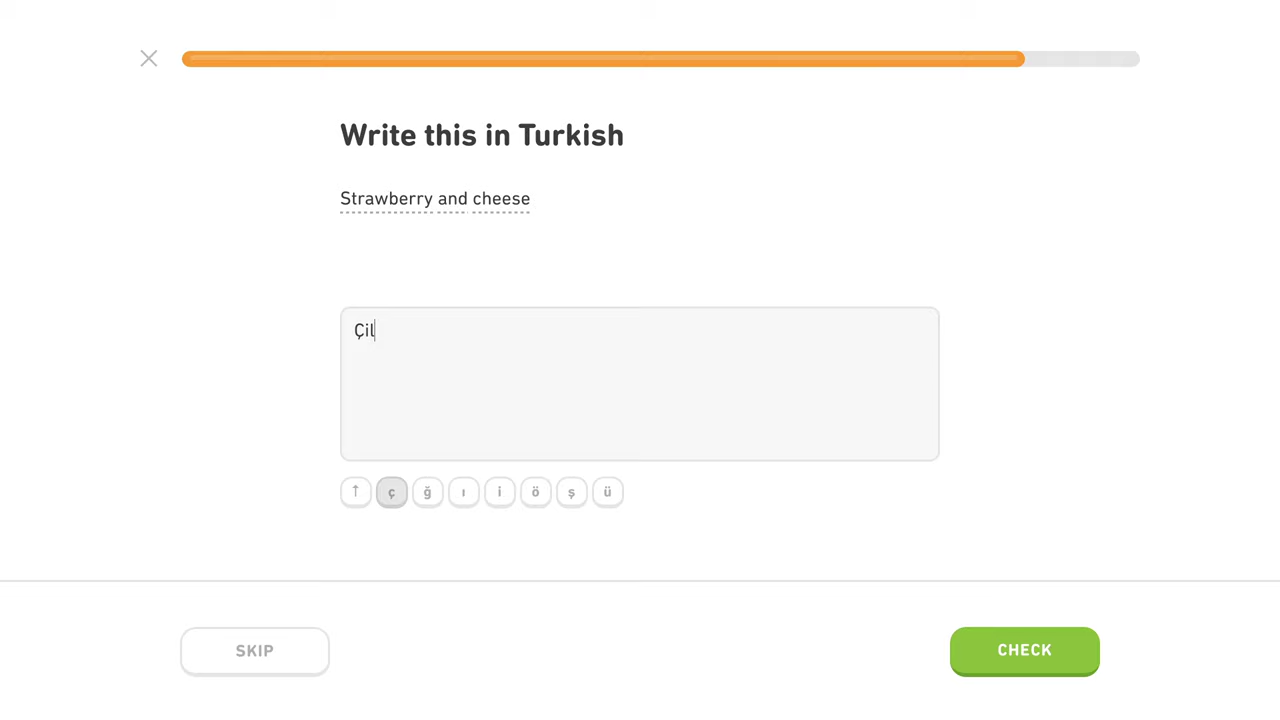 Write this in Turkish
Strawberry and cheese
Çil
↑ ç ğ ı i ö ş ü
SKIP
CHECK